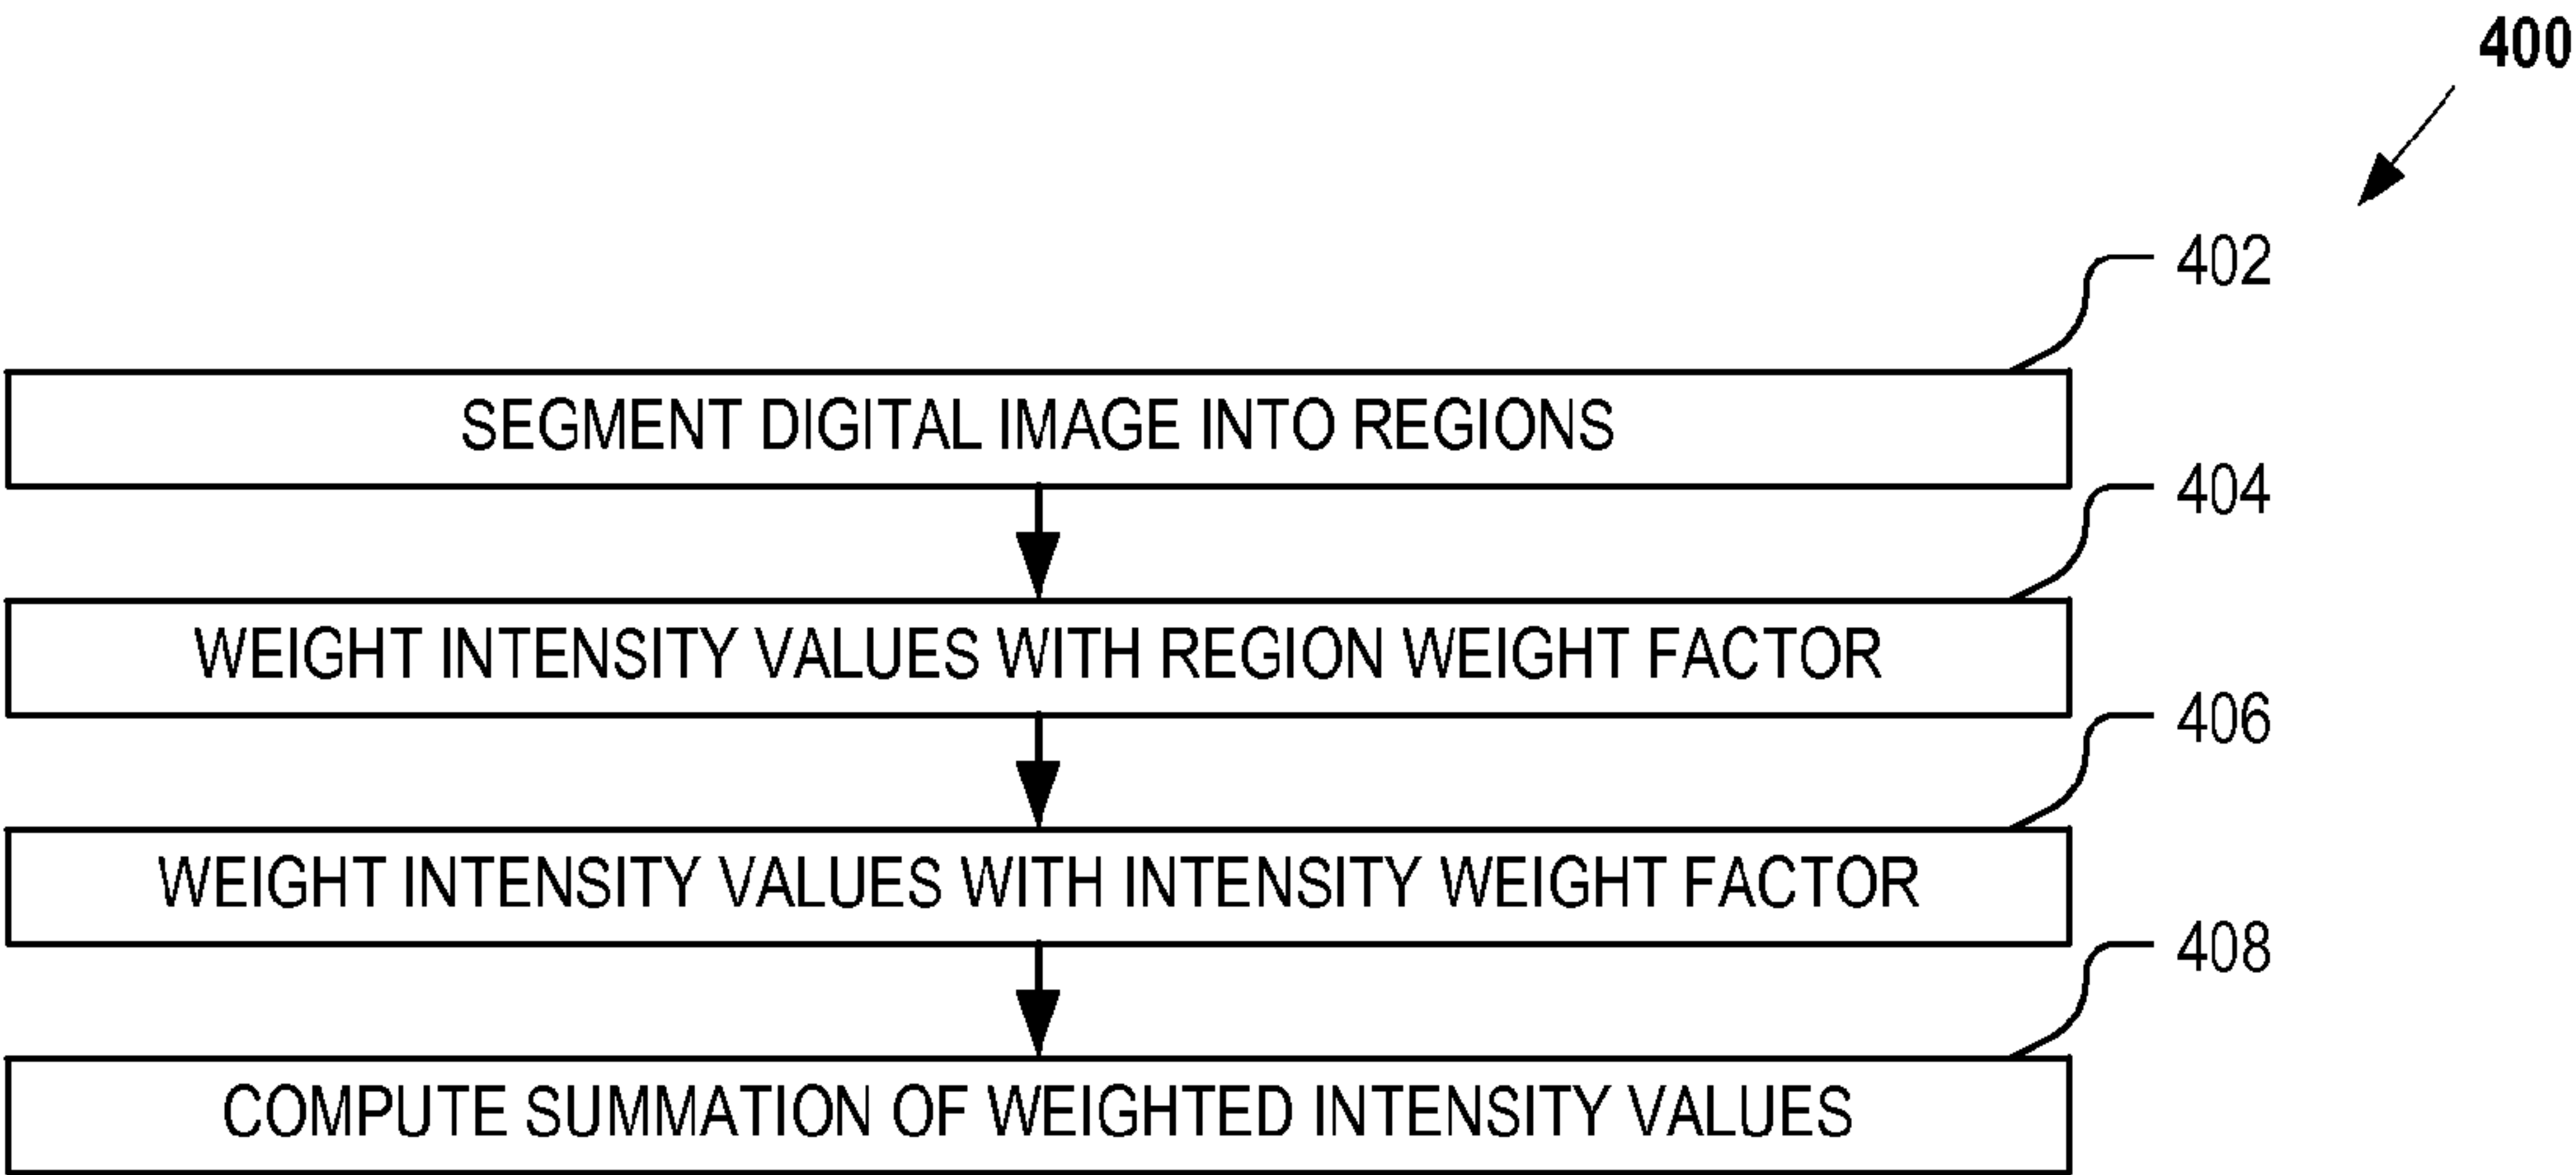 400
402
SEGMENT DIGITAL IMAGE INTO REGIONS
404
WEIGHT INTENSITY VALUES WITH REGION WEIGHT FACTOR
406
WEIGHT INTENSITY VALUES WITH INTENSITY WEIGHT FACTOR
408
COMPUTE SUMMATION OF WEIGHTED INTENSITY VALUES